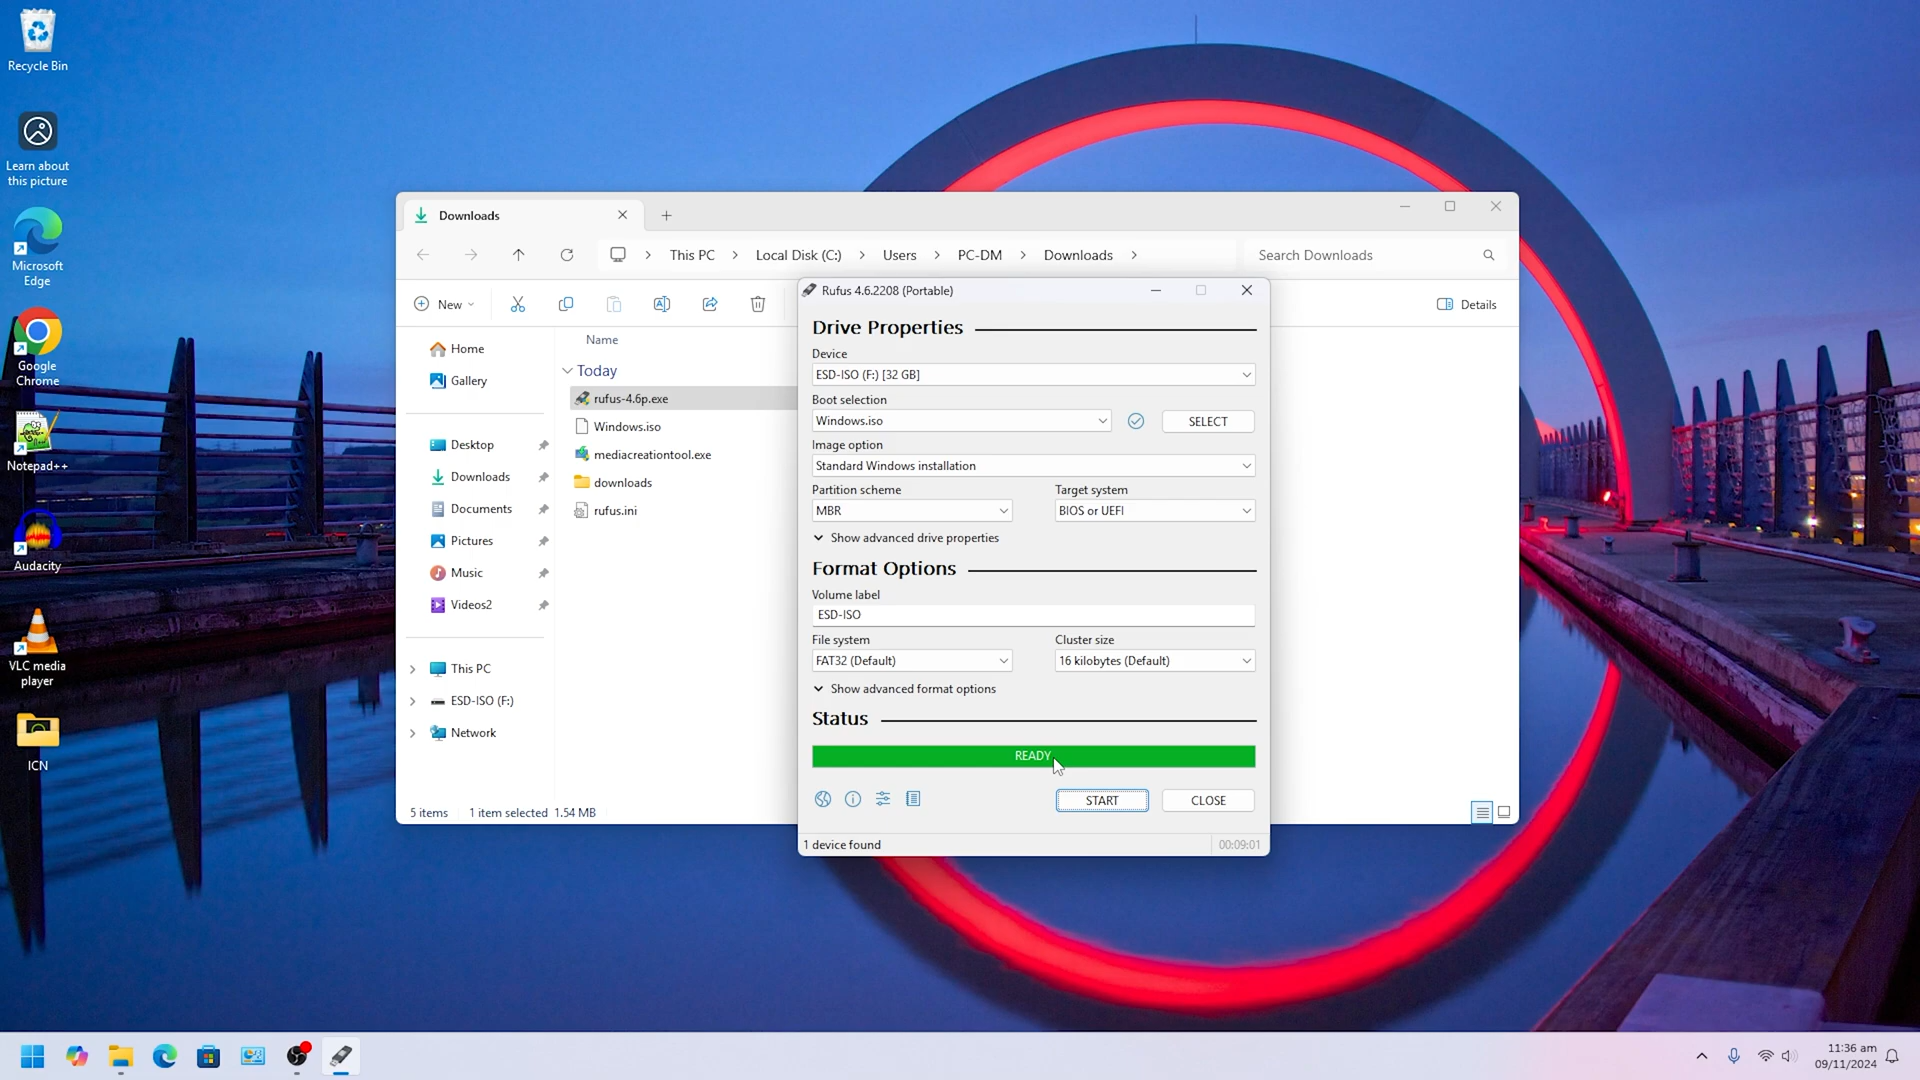 Recycle Bin
Learn about
this picture
Microsoft
Edge
Google
Chrome
Notepad++
Audacity
VLC media
player
ICN
Downloads
This PC
Local Disk (C:)
Users
PC-DM
Downloads
Search Downloads
New
Details
Home
Gallery
Desktop
Downloads
Documents
Pictures
Music
Videos2
This PC
ESD-ISO (F:)
Network
Name
Today
rufus-4.6p.exe
Windows.iso
mediacreationtool.exe
downloads
rufus.ini
5 items 1 item selected 1.54 MB
Rufus 4.6.2208 (Portable)
Drive Properties
Device
ESD-ISO (F:) [32 GB]
Boot selection
Windows.iso
SELECT
Image option
Standard Windows installation
Partition scheme Target system
MBR BIOS or UEFI
Show advanced drive properties
Format Options
Volume label
ESD-ISO
File system Cluster size
FAT32 (Default) 16 kilobytes (Default)
Show advanced format options
Status
READY
START CLOSE
1 device found 00:09:01
11:36 am
09/11/2024